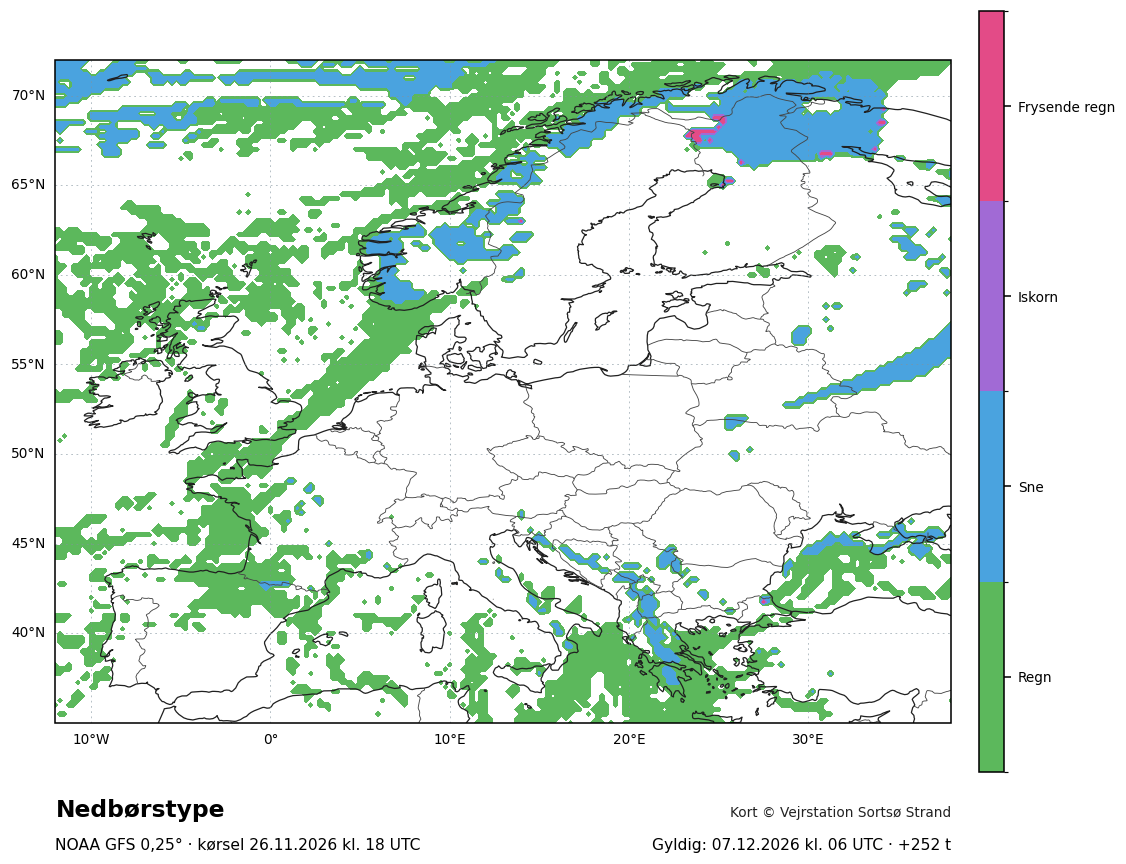 70°N
65°N
60°N
55°N
50°N
45°N
40°N
10°W
0°
10°E
20°E
30°E
Frysende regn
Iskorn
Sne
Regn
Nedbørstype
Kort © Vejrstation Sortsø Strand
NOAA GFS 0,25° · kørsel 26.11.2026 kl. 18 UTC
Gyldig: 07.12.2026 kl. 06 UTC · +252 t